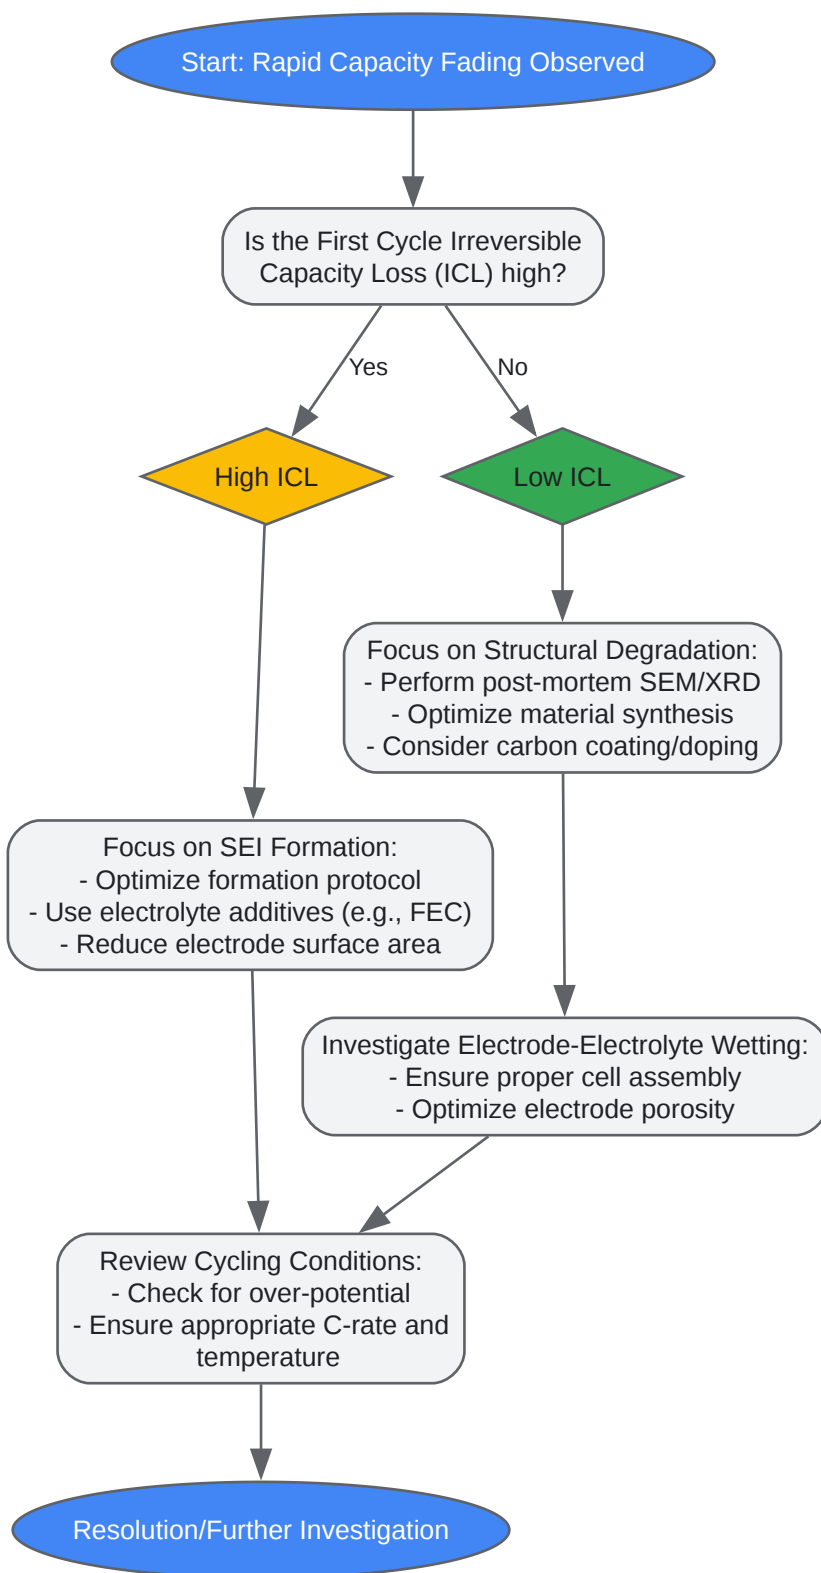 Start: Rapid Capacity Fading Observed
Is the First Cycle Irreversible
Capacity Loss (ICL) high?
Yes
No
High ICL
Low ICL
Focus on Structural Degradation:
- Perform post-mortem SEM/XRD
- Optimize material synthesis
- Consider carbon coating/doping
Focus on SEI Formation:
- Optimize formation protocol
- Use electrolyte additives (e.g., FEC)
- Reduce electrode surface area
Investigate Electrode-Electrolyte Wetting:
- Ensure proper cell assembly
- Optimize electrode porosity
Review Cycling Conditions:
- Check for over-potential
- Ensure appropriate C-rate and
temperature
Resolution/Further Investigation